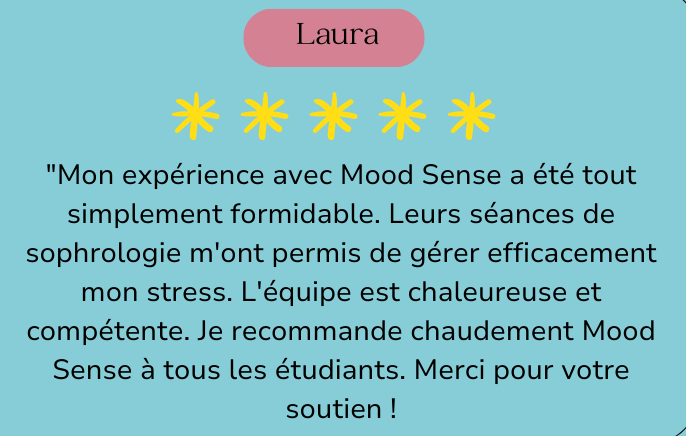 Laura
"Mon expérience avec Mood Sense a été tout
simplement formidable. Leurs séances de
sophrologie m'ont permis de gérer efficacement
mon stress. L'équipe est chaleureuse et
compétente. Je recommande chaudement Mood
Sense à tous les étudiants. Merci pour votre
soutien !